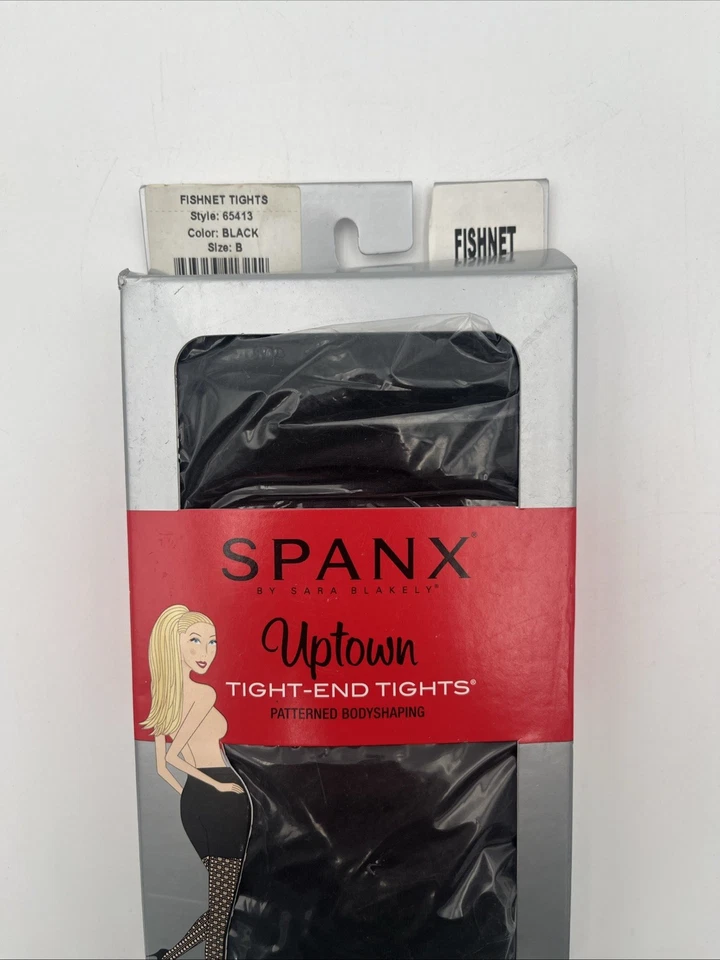 FISHNET TIGHTS
Style: 65413
Color: BLACK
Size: B
FISHNET
SPANX®
BY SARA BLAKELY®
Uptown
TIGHT-END TIGHTS®
PATTERNED BODYSHAPING